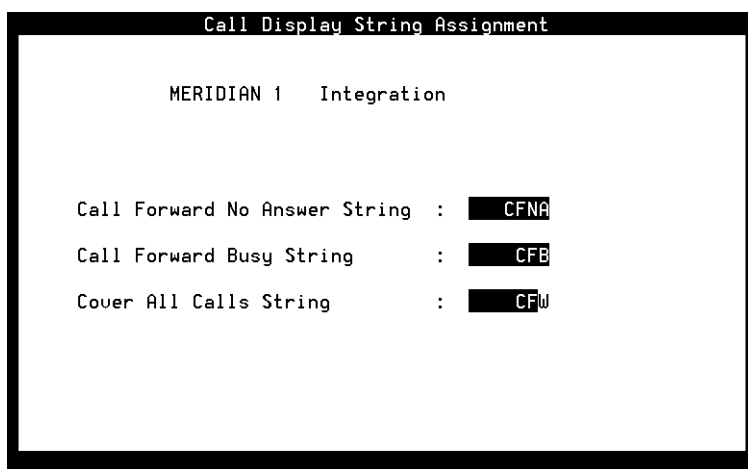 Call Display String Assignment
MERIDIAN 1 Integration
Call Forward No Answer String : CFNA
Call Forward Busy String : CFB
Cover All Calls String : CFW